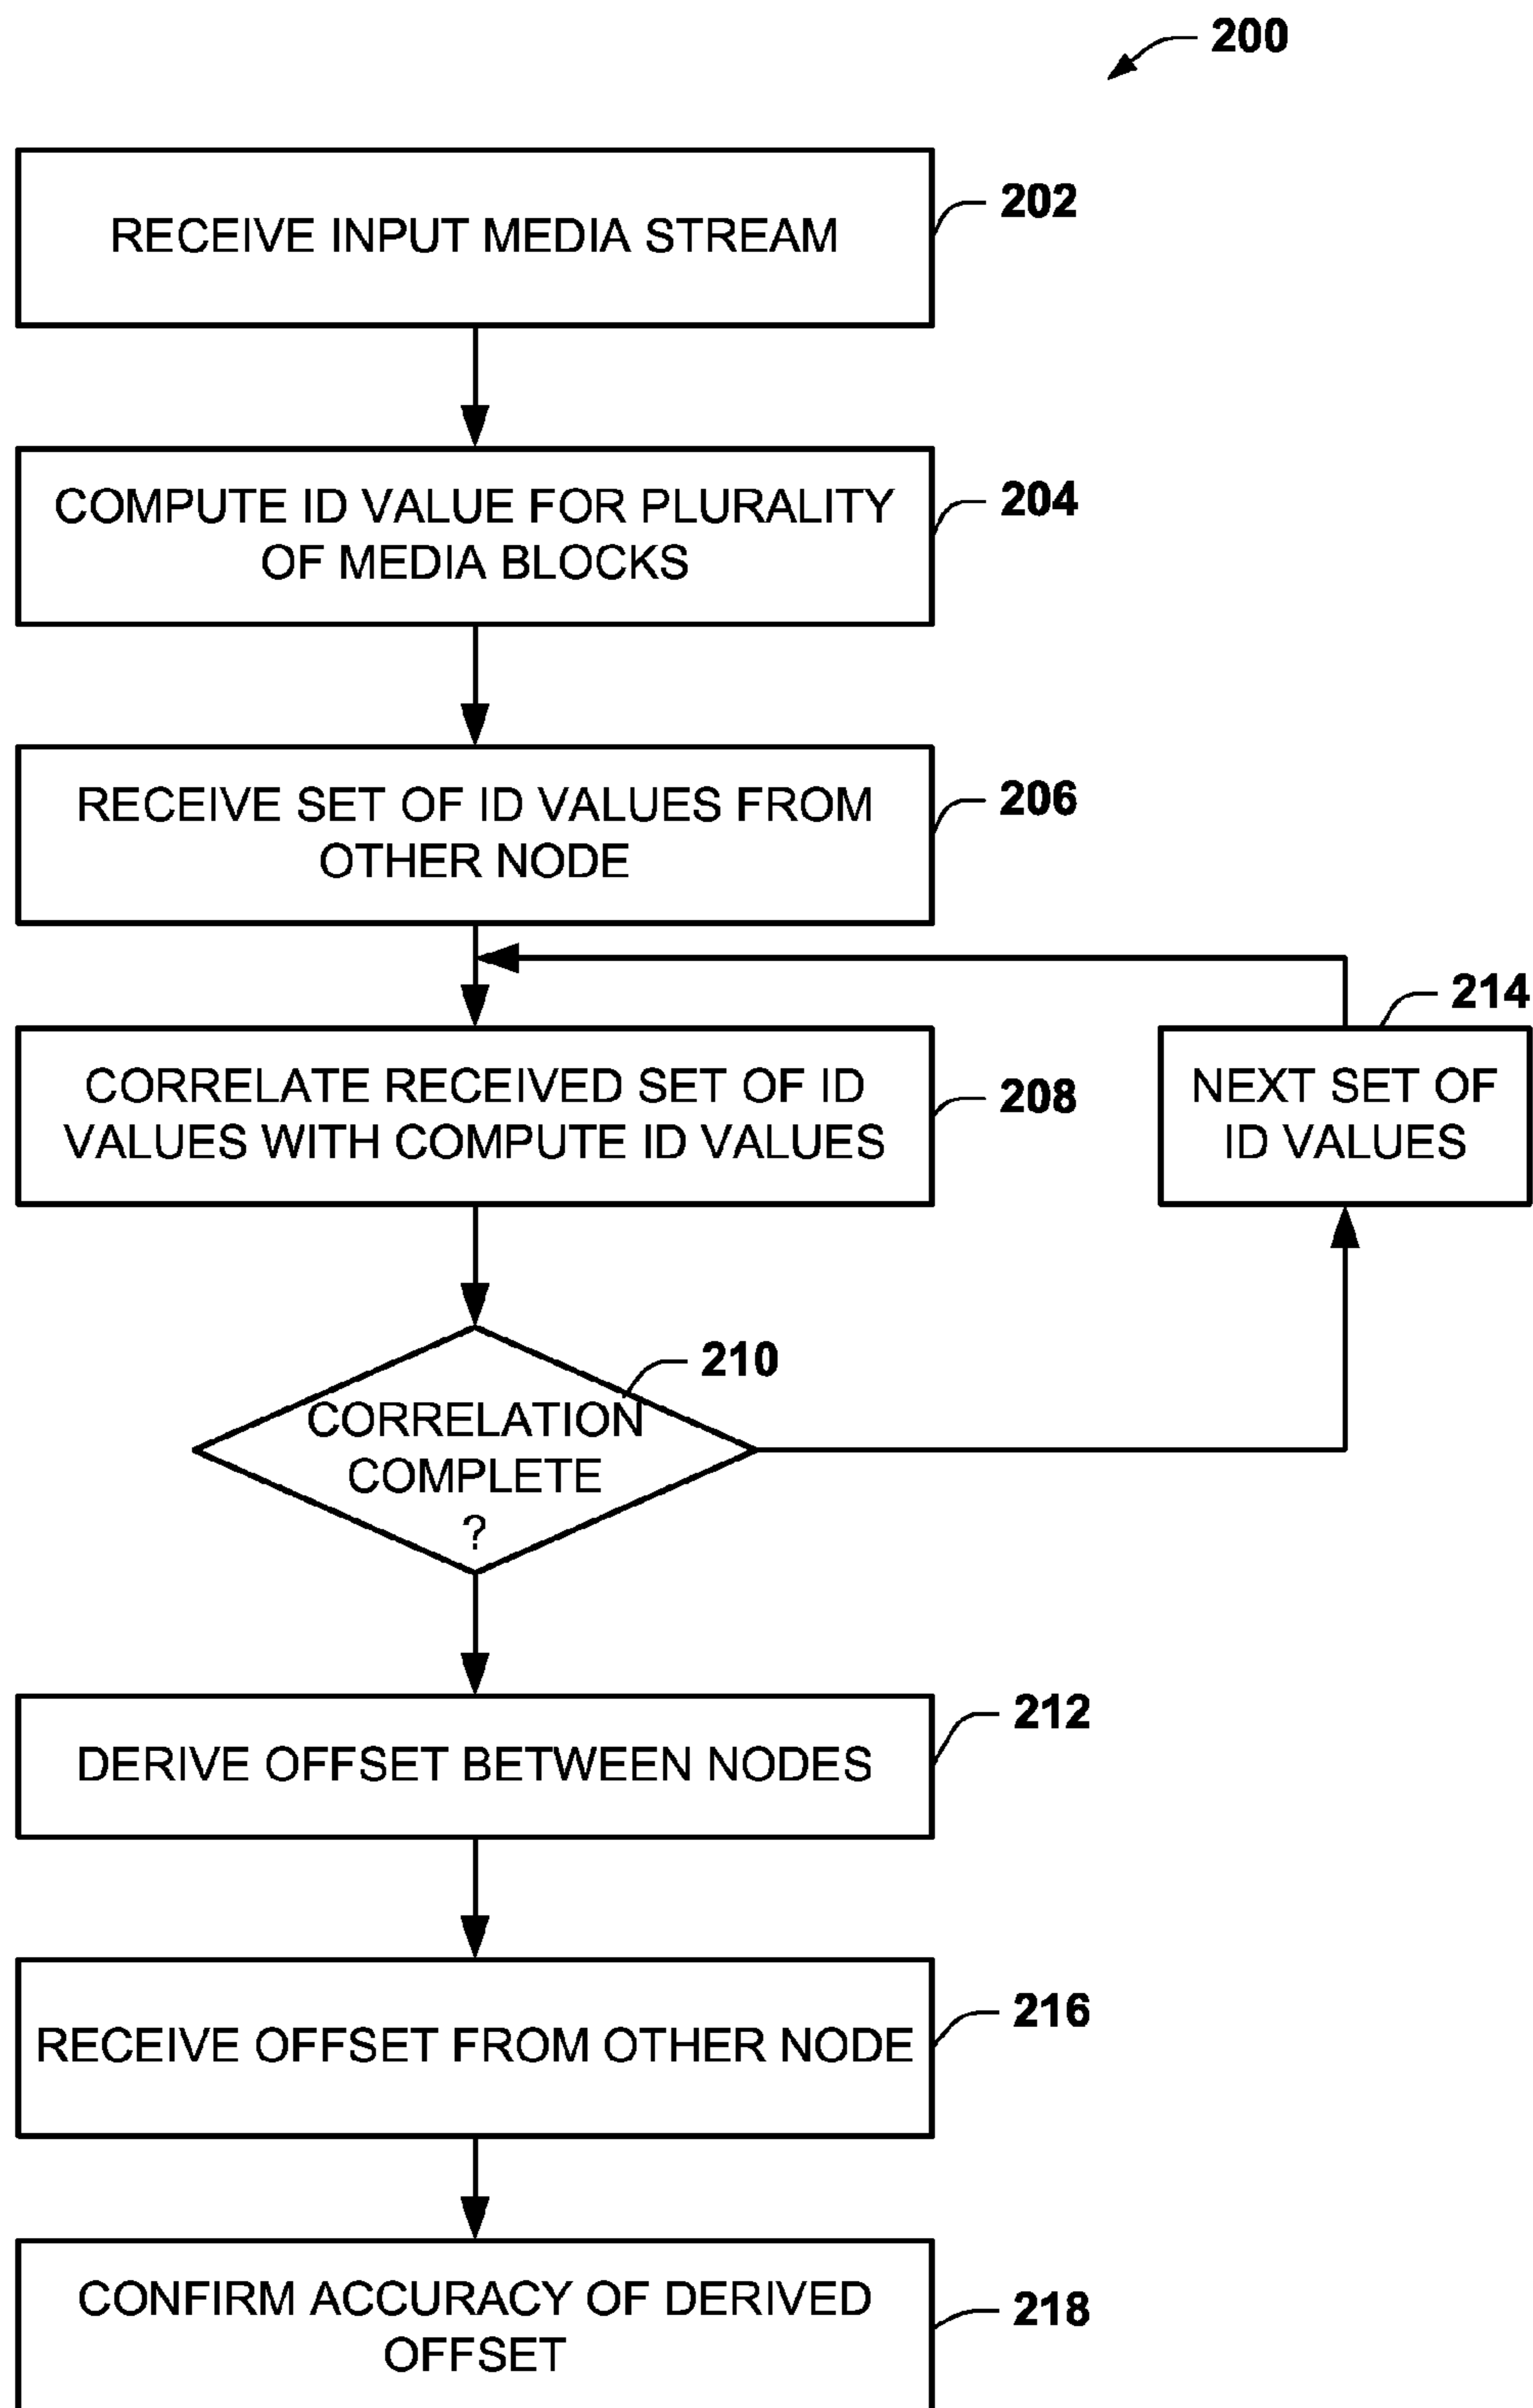 200
RECEIVE INPUT MEDIA STREAM
202
COMPUTE ID VALUE FOR PLURALITY
OF MEDIA BLOCKS
204
RECEIVE SET OF ID VALUES FROM
OTHER NODE
206
CORRELATE RECEIVED SET OF ID
VALUES WITH COMPUTE ID VALUES
208
214
NEXT SET OF
ID VALUES
210
CORRELATION
COMPLETE
?
DERIVE OFFSET BETWEEN NODES
212
RECEIVE OFFSET FROM OTHER NODE
216
CONFIRM ACCURACY OF DERIVED
OFFSET
218